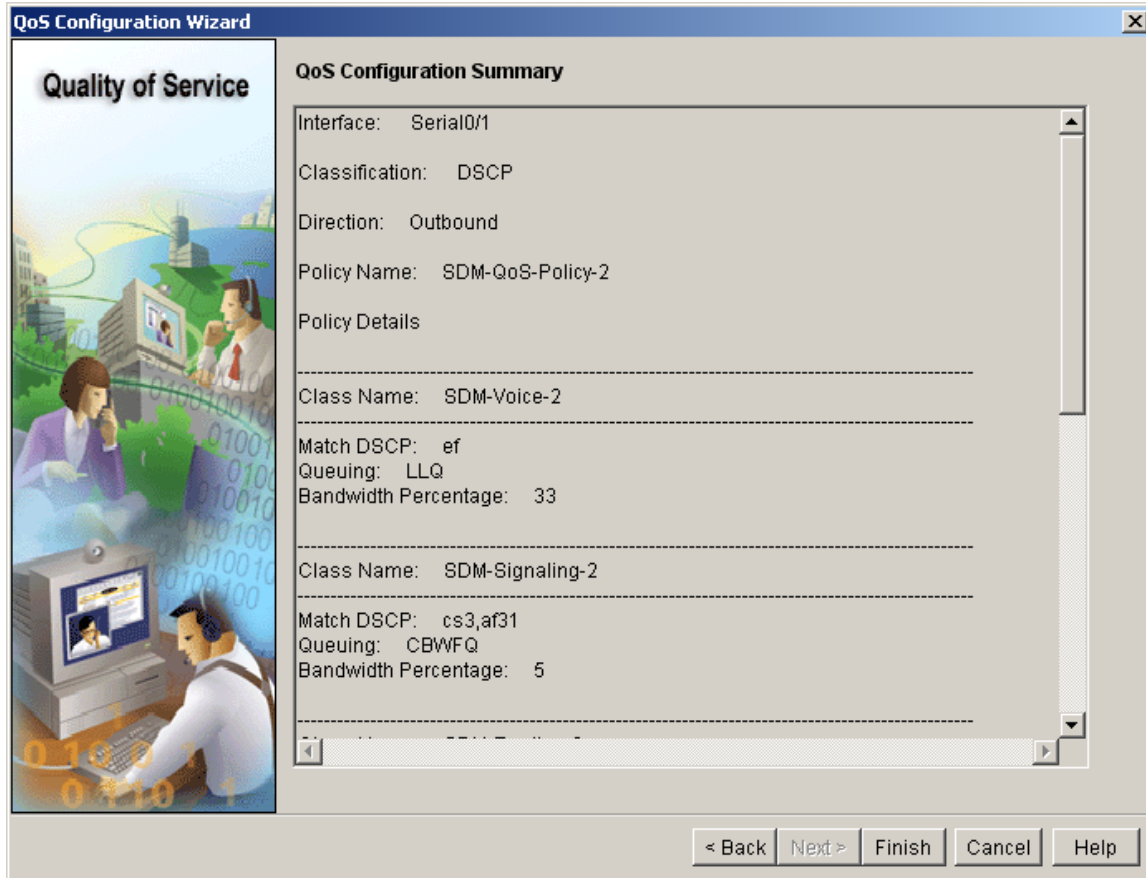 QoS Configuration Wizard
Quality of Service
QoS Configuration Summary
Interface: Serial0/1
Classification: DSCP
Direction: Outbound
Policy Name: SDM-QoS-Policy-2
Policy Details
--------------------------------------------------------------------------------
Class Name: SDM-Voice-2
--------------------------------------------------------------------------------
Match DSCP: ef
Queuing: LLQ
Bandwidth Percentage: 33
--------------------------------------------------------------------------------
Class Name: SDM-Signaling-2
--------------------------------------------------------------------------------
Match DSCP: cs3,af31
Queuing: CBWFQ
Bandwidth Percentage: 5
--------------------------------------------------------------------------------
< Back
Next >
Finish
Cancel
Help